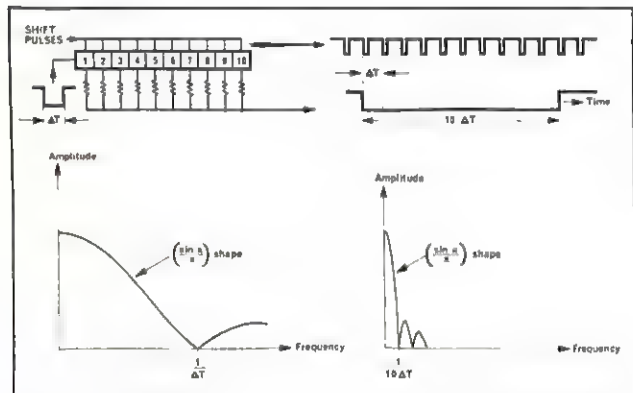 SHIFT
PULSES
1 2 3 4 5 6 7 8 9 10
ΔT
ΔT
Time
10 ΔT
Amplitude
Amplitude
(sin x / x) shape
(sin x / x) shape
Frequency
Frequency
1
ΔT
1
10 ΔT